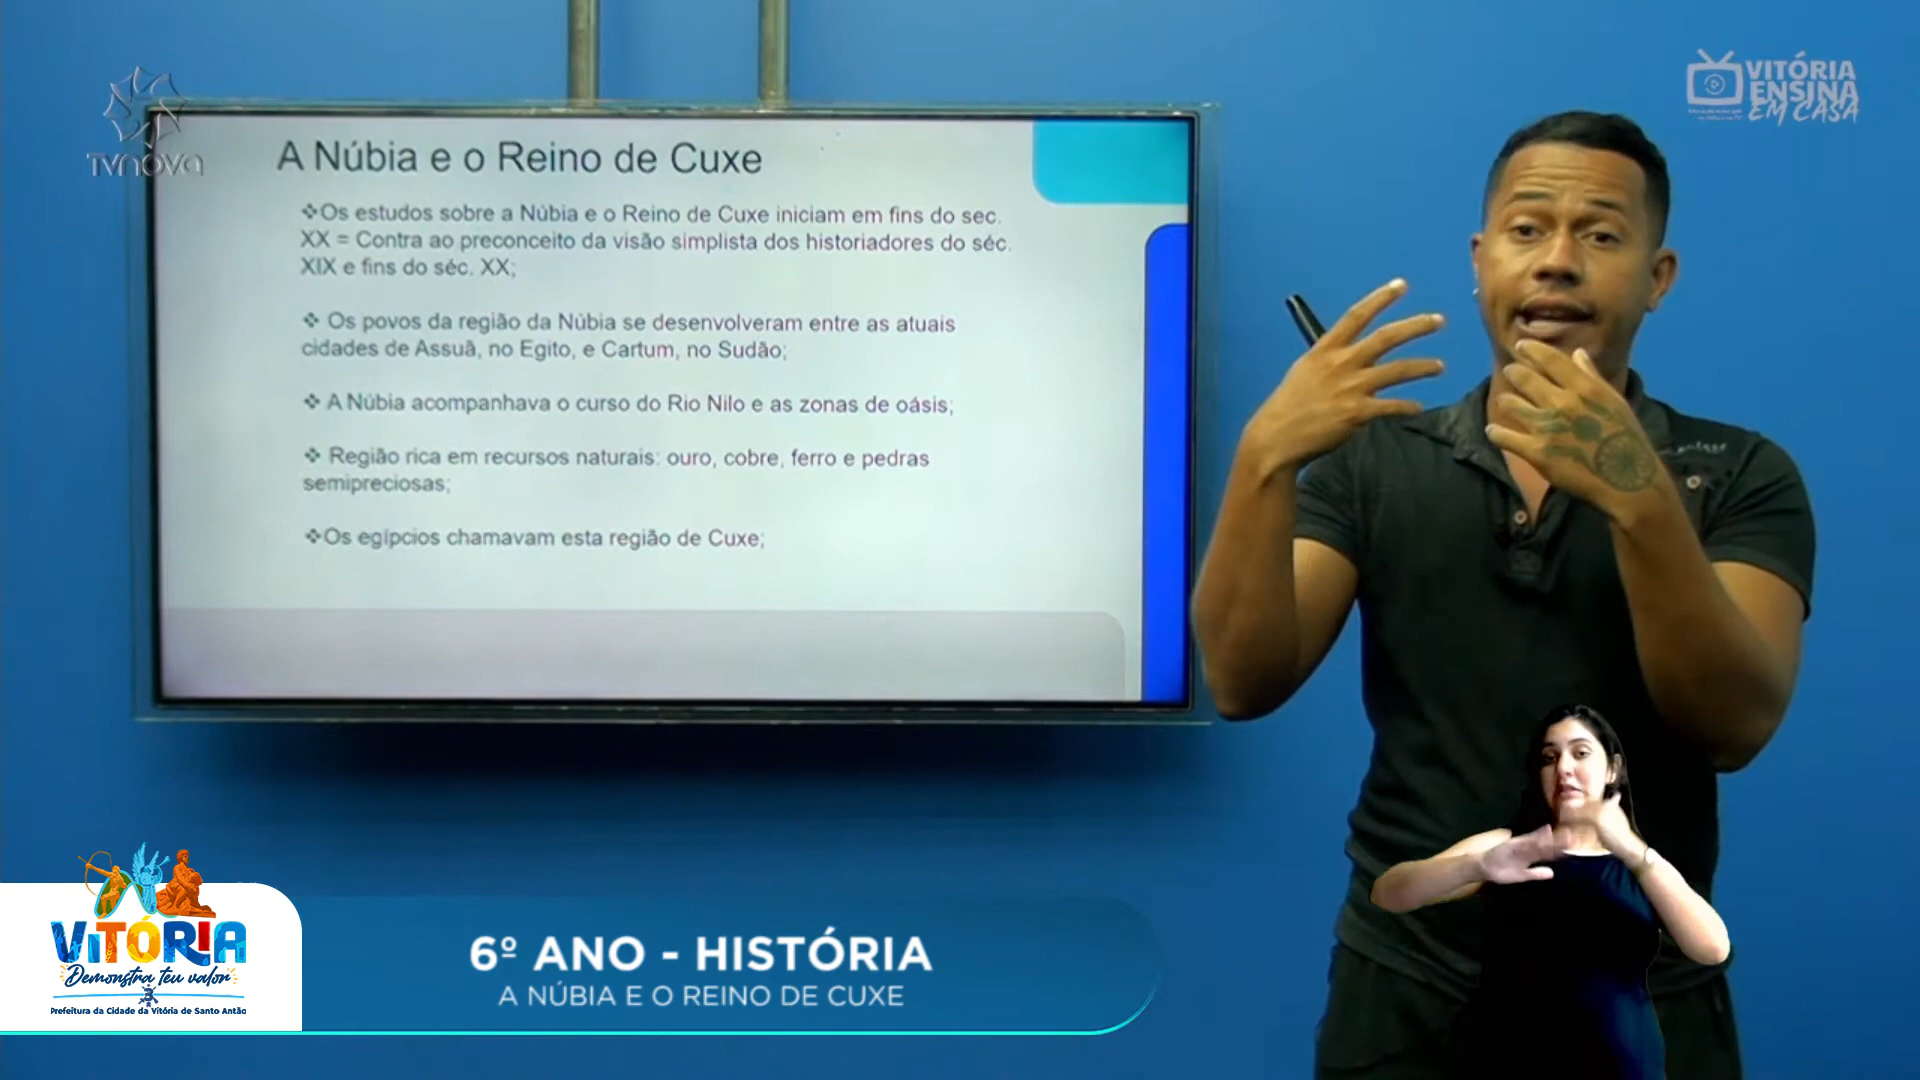 TVNOVA
VITÓRIA
ENSINA
EM CASA
A Núbia e o Reino de Cuxe
❖Os estudos sobre a Núbia e o Reino de Cuxe iniciam em fins do sec.
XX = Contra ao preconceito da visão simplista dos historiadores do séc.
XIX e fins do séc. XX;
❖ Os povos da região da Núbia se desenvolveram entre as atuais
cidades de Assuã, no Egito, e Cartum, no Sudão;
❖ A Núbia acompanhava o curso do Rio Nilo e as zonas de oásis;
❖ Região rica em recursos naturais: ouro, cobre, ferro e pedras
semipreciosas;
❖Os egípcios chamavam esta região de Cuxe;
VITÓRIA
Demonstra teu valor
Prefeitura da Cidade da Vitória de Santo Antão
6º ANO - HISTÓRIA
A NÚBIA E O REINO DE CUXE